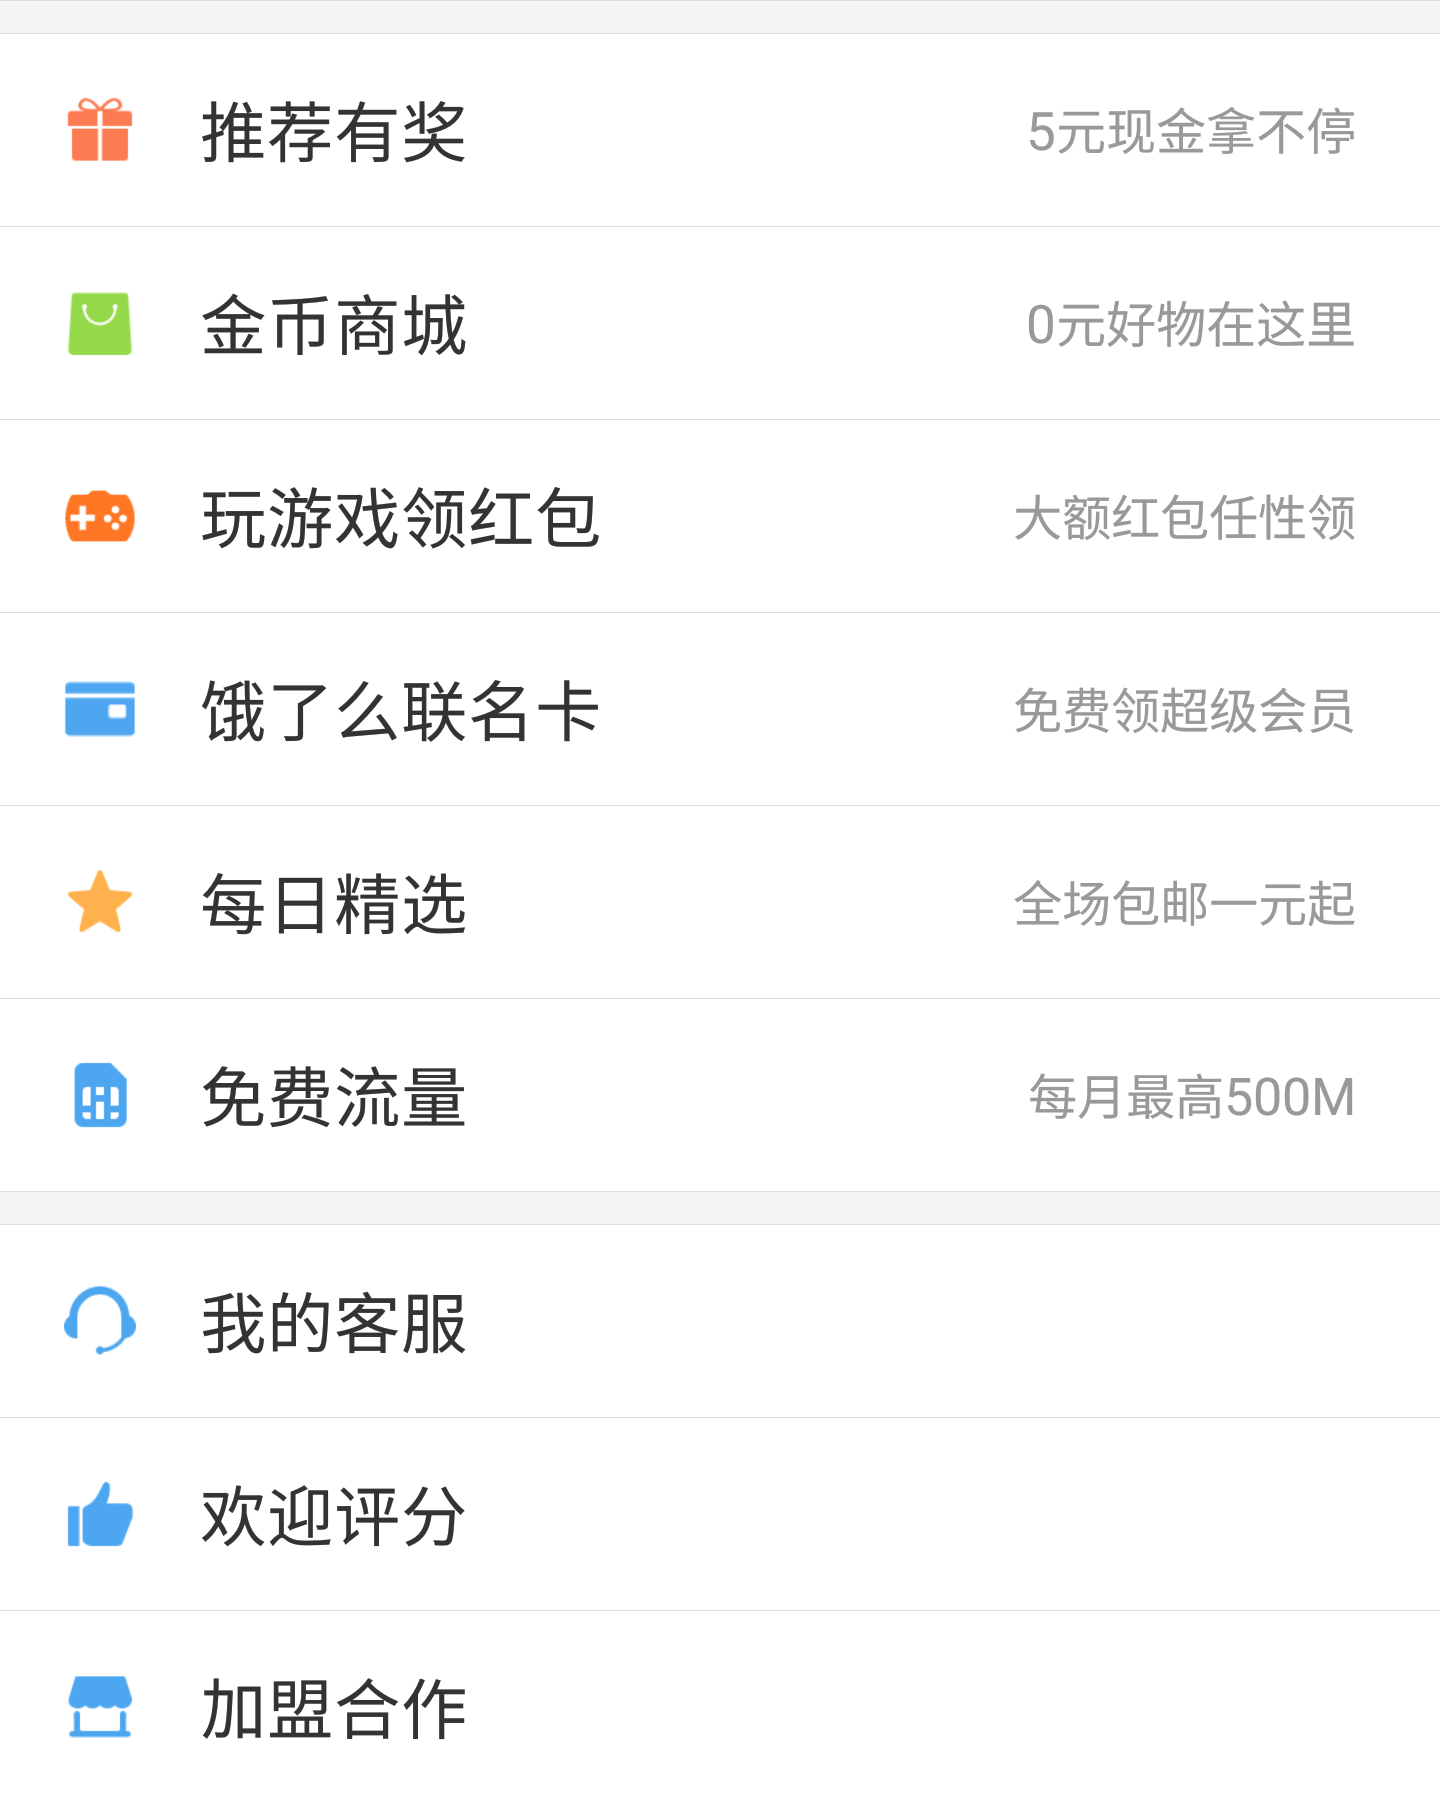 推荐有奖 5元现金拿不停
金币商城 0元好物在这里
玩游戏领红包 大额红包任性领
饿了么联名卡 免费领超级会员
每日精选 全场包邮一元起
免费流量 每月最高500M
我的客服
欢迎评分
加盟合作